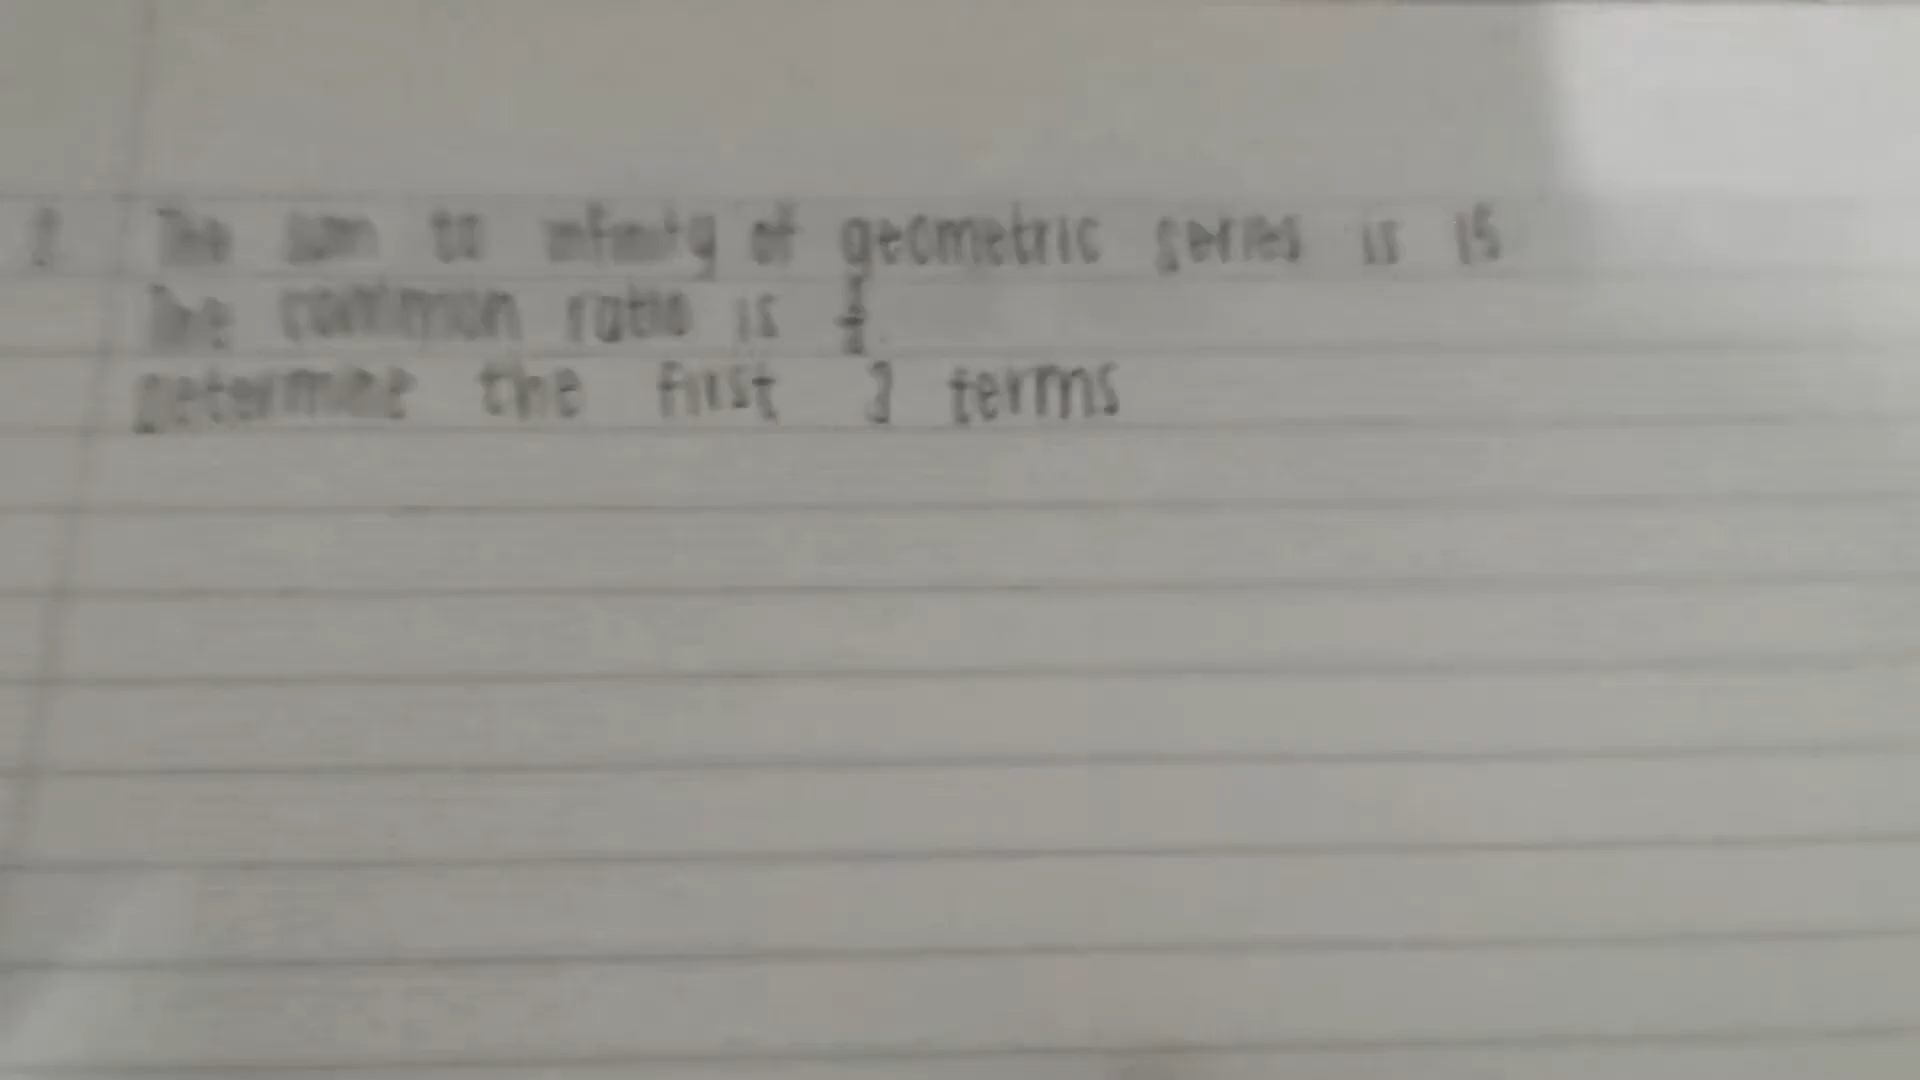 The sum to infinity of geometric series is 15
The common ratio is
Determine the first 3 terms